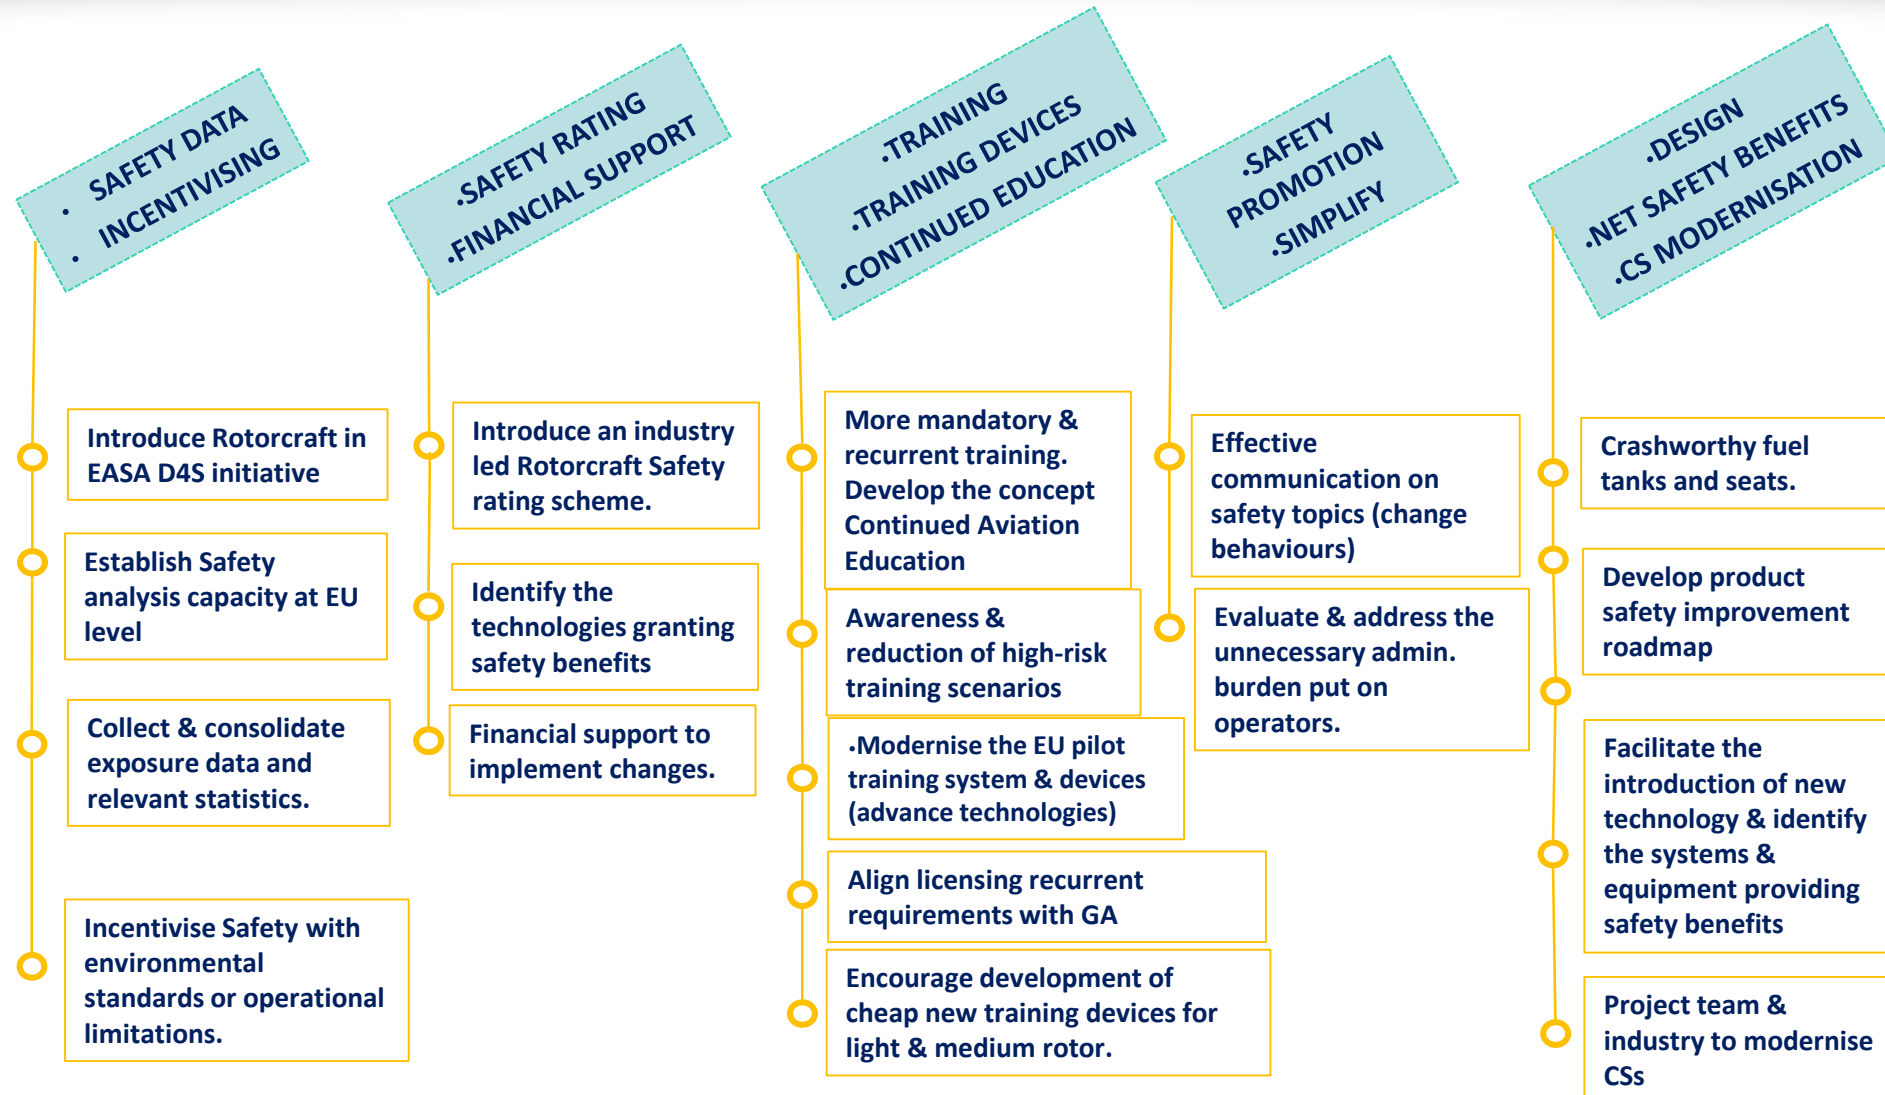 . SAFETY DATA
. INCENTIVISING
Introduce Rotorcraft in
EASA D4S initiative
Establish Safety
analysis capacity at EU
level
Collect & consolidate
exposure data and
relevant statistics.
Incentivise Safety with
environmental
standards or operational
limitations.
.SAFETY RATING
.FINANCIAL SUPPORT
Introduce an industry
led Rotorcraft Safety
rating scheme.
Identify the
technologies granting
safety benefits
Financial support to
implement changes.
.TRAINING
.TRAINING DEVICES
.CONTINUED EDUCATION
More mandatory &
recurrent training.
Develop the concept
Continued Aviation
Education
Awareness &
reduction of high-risk
training scenarios
.Modernise the EU pilot
training system & devices
(advance technologies)
Align licensing recurrent
requirements with GA
Encourage development of
cheap new training devices for
light & medium rotor.
.SAFETY
PROMOTION
.SIMPLIFY
Effective
communication on
safety topics (change
behaviours)
Evaluate & address the
unnecessary admin.
burden put on
operators.
.DESIGN
.NET SAFETY BENEFITS
.CS MODERNISATION
Crashworthy fuel
tanks and seats.
Develop product
safety improvement
roadmap
Facilitate the
introduction of new
technology & identify
the systems &
equipment providing
safety benefits
Project team &
industry to modernise
CSs